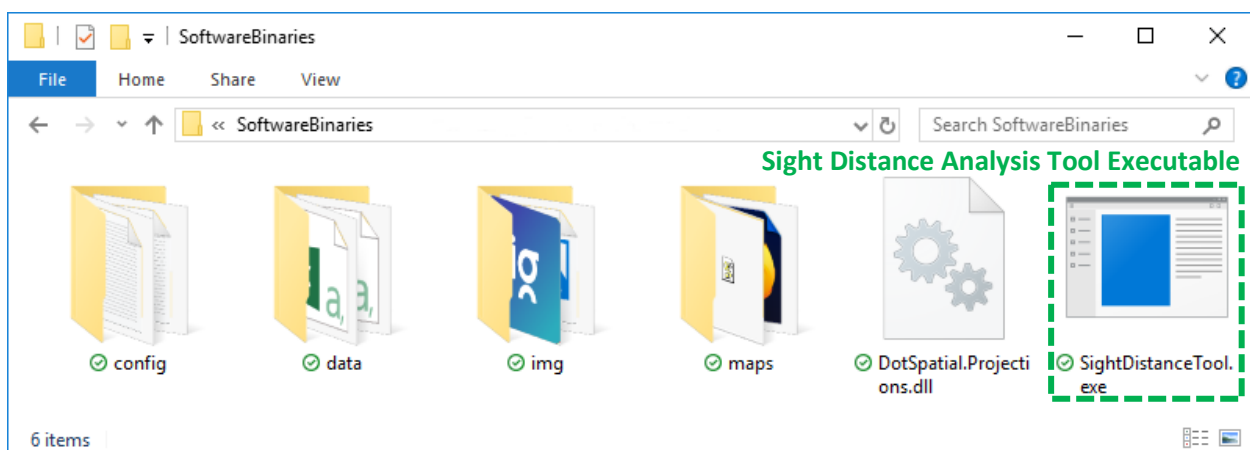 SoftwareBinaries
File Home Share View
« SoftwareBinaries Search SoftwareBinaries
Sight Distance Analysis Tool Executable
a, a,
config data img maps DotSpatial.Projecti
ons.dll SightDistanceTool.
exe
6 items